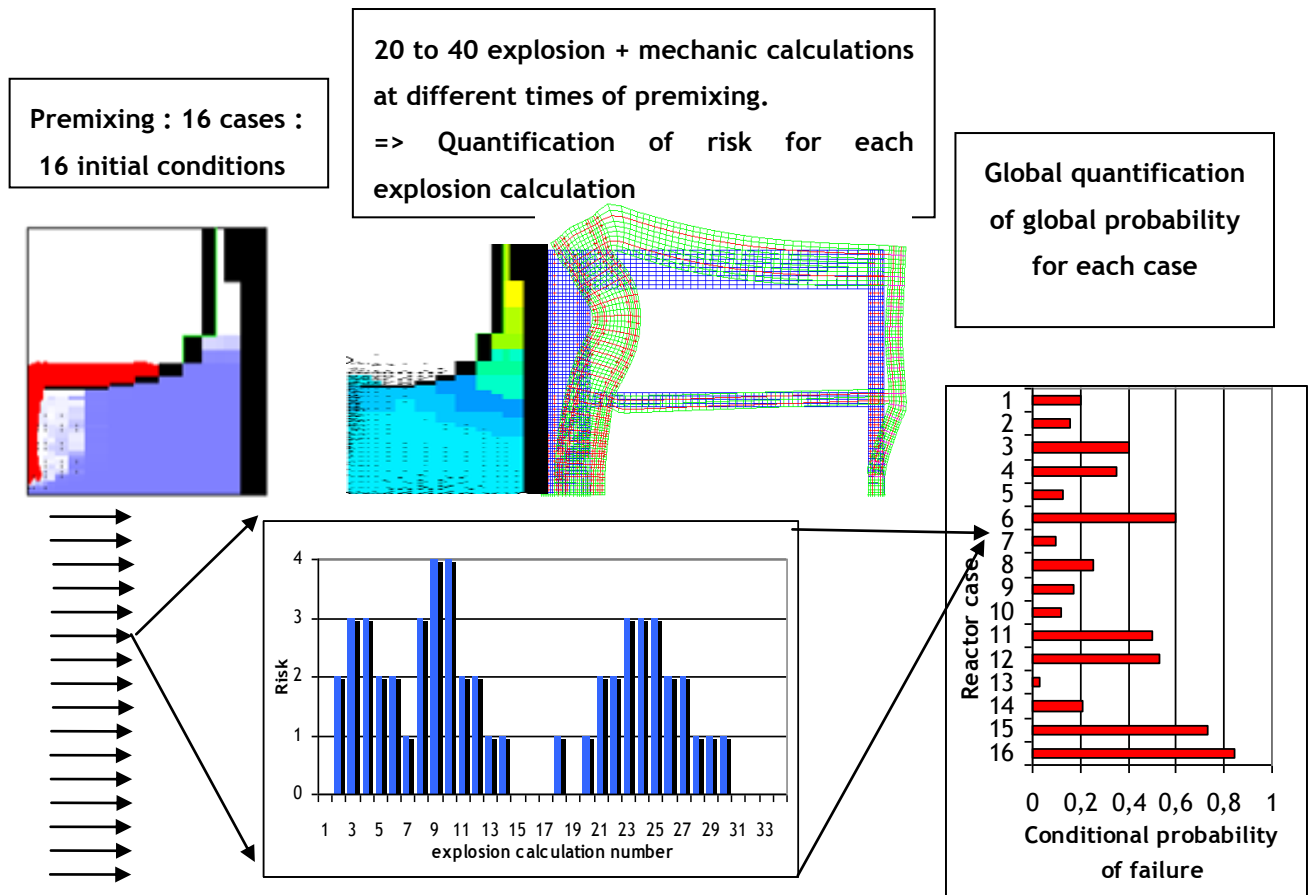 Premixing : 16 cases :
16 initial conditions
20 to 40 explosion + mechanic calculations
at different times of premixing.
=> Quantification of risk for each
explosion calculation
Global quantification
of global probability
for each case
4
3
2
1
0
Risk
1 3 5 7 9 11 13 15 17 19 21 23 25 27 29 31 33
explosion calculation number
1
2
3
4
5
6
7
8
9
10
11
12
13
14
15
16
Reactor case
0 0,2 0,4 0,6 0,8 1
Conditional probability
of failure